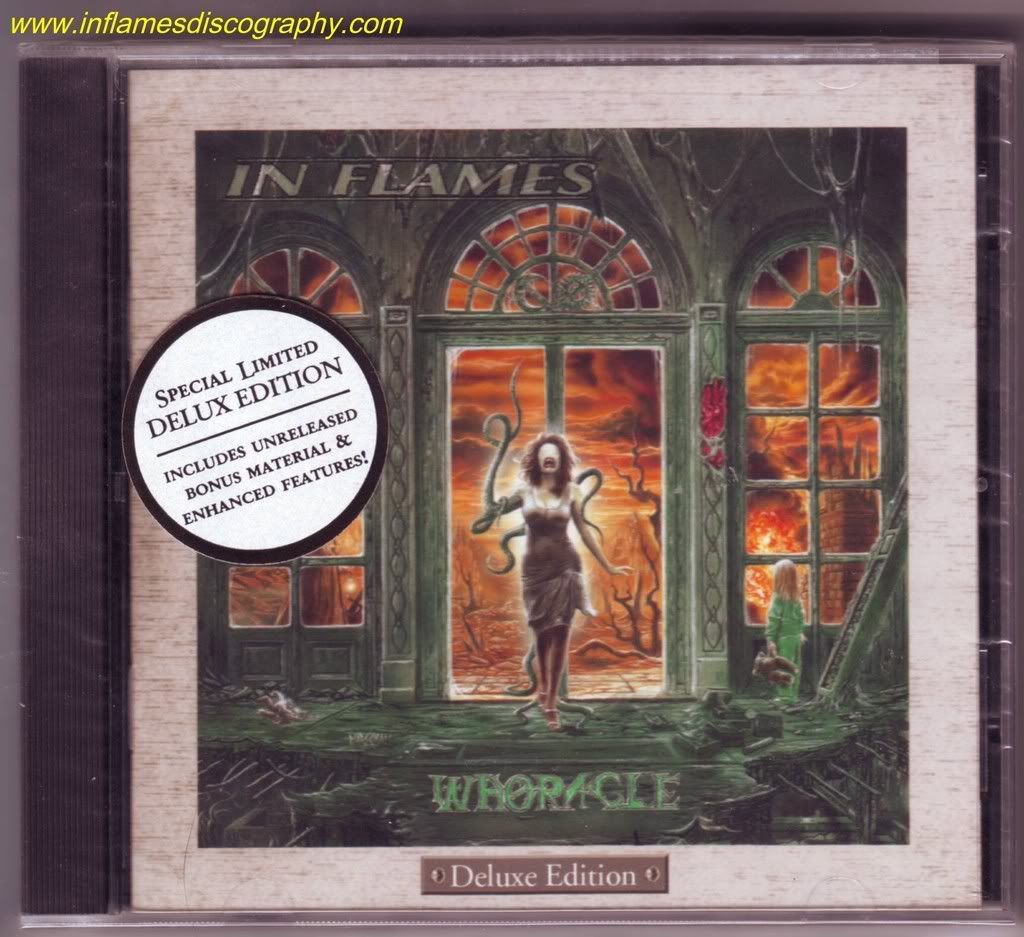 www.inflamesdiscography.com
IN FLAMES
SPECIAL LIMITED
DELUX EDITION
INCLUDES UNRELEASED
BONUS MATERIAL &
ENHANCED FEATURES!
WHORACLE
Deluxe Edition